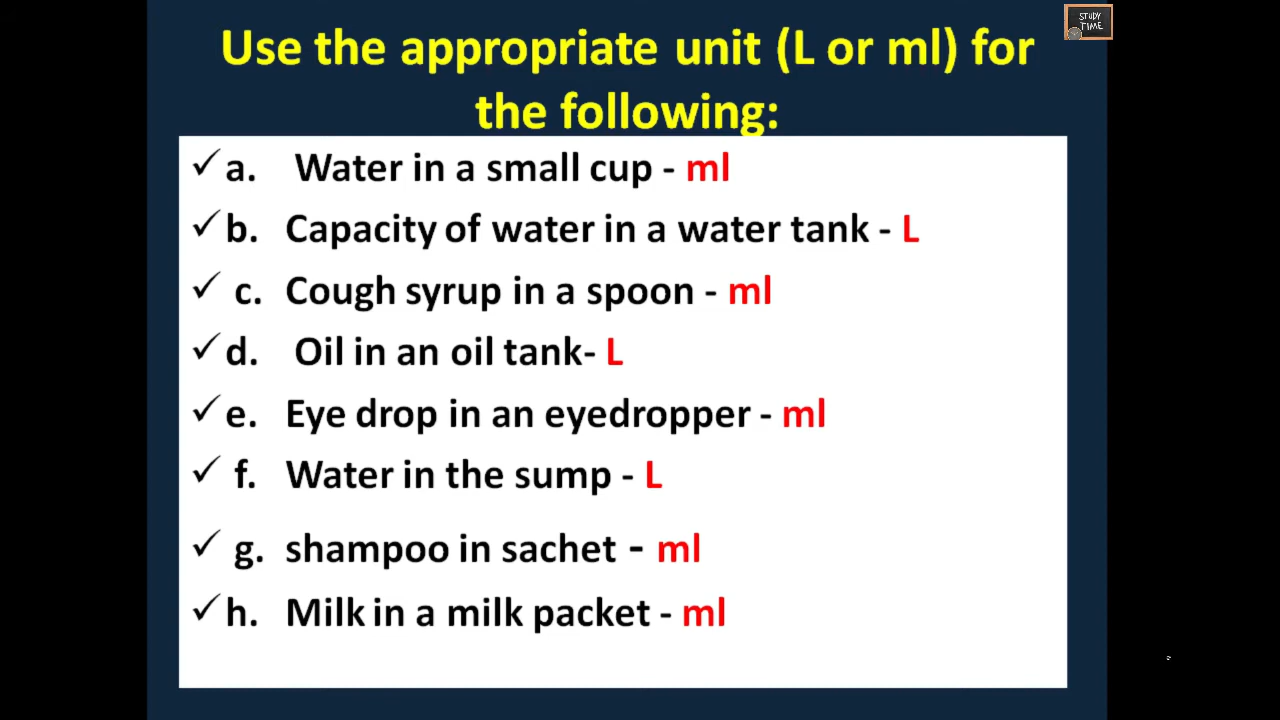 STUDY
TIME
Use the appropriate unit (L or ml) for
the following:
✓ a. Water in a small cup - ml
✓ b. Capacity of water in a water tank - L
✓ c. Cough syrup in a spoon - ml
✓ d. Oil in an oil tank- L
✓ e. Eye drop in an eyedropper - ml
✓ f. Water in the sump - L
✓ g. shampoo in sachet - ml
✓ h. Milk in a milk packet - ml